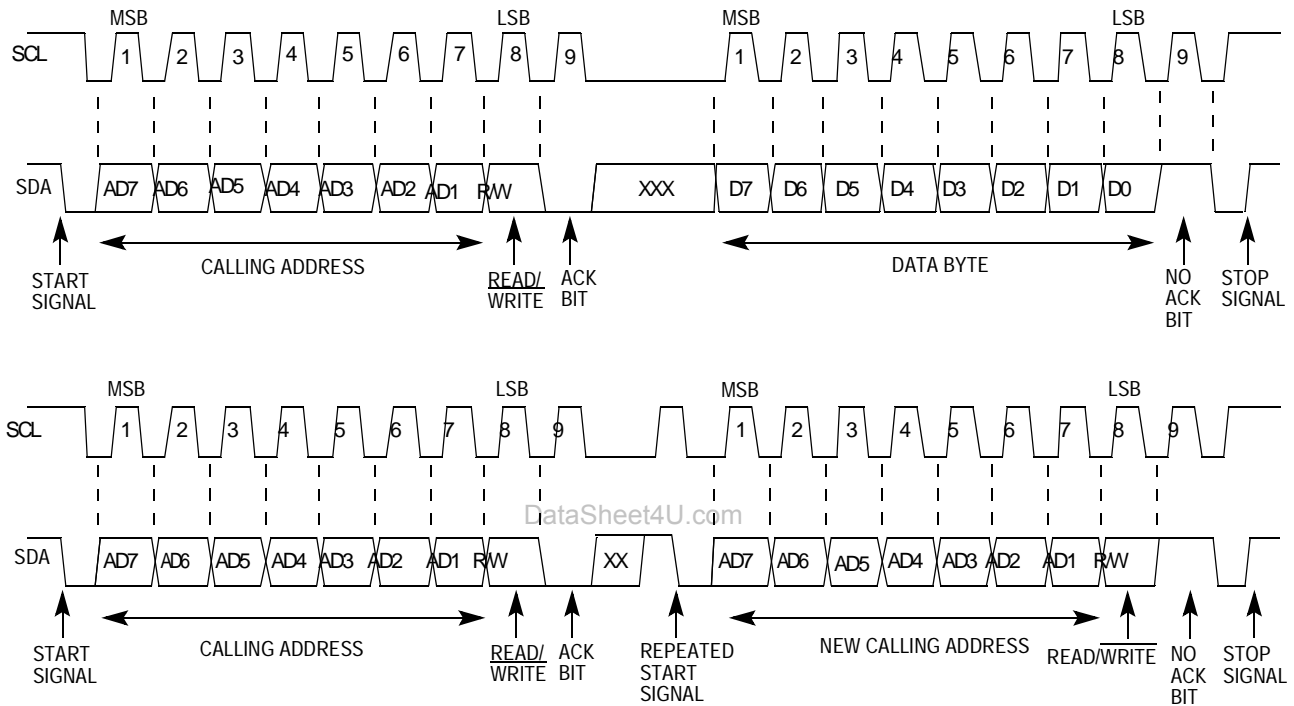 MSB LSB MSB LSB
SCL 1 2 3 4 5 6 7 8 9 1 2 3 4 5 6 7 8 9
SDA AD7 AD6 AD5 AD4 AD3 AD2 AD1 R/W XXX D7 D6 D5 D4 D3 D2 D1 D0
START
SIGNAL
CALLING ADDRESS
READ/
WRITE
ACK
BIT
DATA BYTE
NO
ACK
BIT
STOP
SIGNAL
MSB LSB MSB LSB
SCL 1 2 3 4 5 6 7 8 9 1 2 3 4 5 6 7 8 9
DataSheet4U.com
SDA AD7 AD6 AD5 AD4 AD3 AD2 AD1 R/W XX AD7 AD6 AD5 AD4 AD3 AD2 AD1 R/W
START
SIGNAL
CALLING ADDRESS
READ/
WRITE
ACK
BIT
REPEATED
START
SIGNAL
NEW CALLING ADDRESS
READ/WRITE
NO
ACK
BIT
STOP
SIGNAL